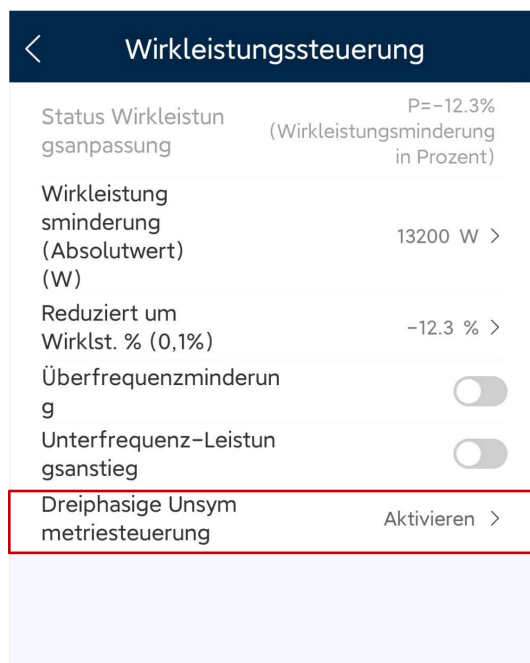 Wirkleistungssteuerung
Status Wirkleistun
gsanpassung
P=-12.3%
(Wirkleistungsminderung
in Prozent)
Wirkleistung
sminderung
(Absolutwert)
(W)
13200 W
Reduziert um
Wirklst. % (0,1%)
-12.3 %
Überfrequenzminderun
g
Unterfrequenz-Leistun
gsanstieg
Dreiphasige Unsym
metriesteuerung
Aktivieren